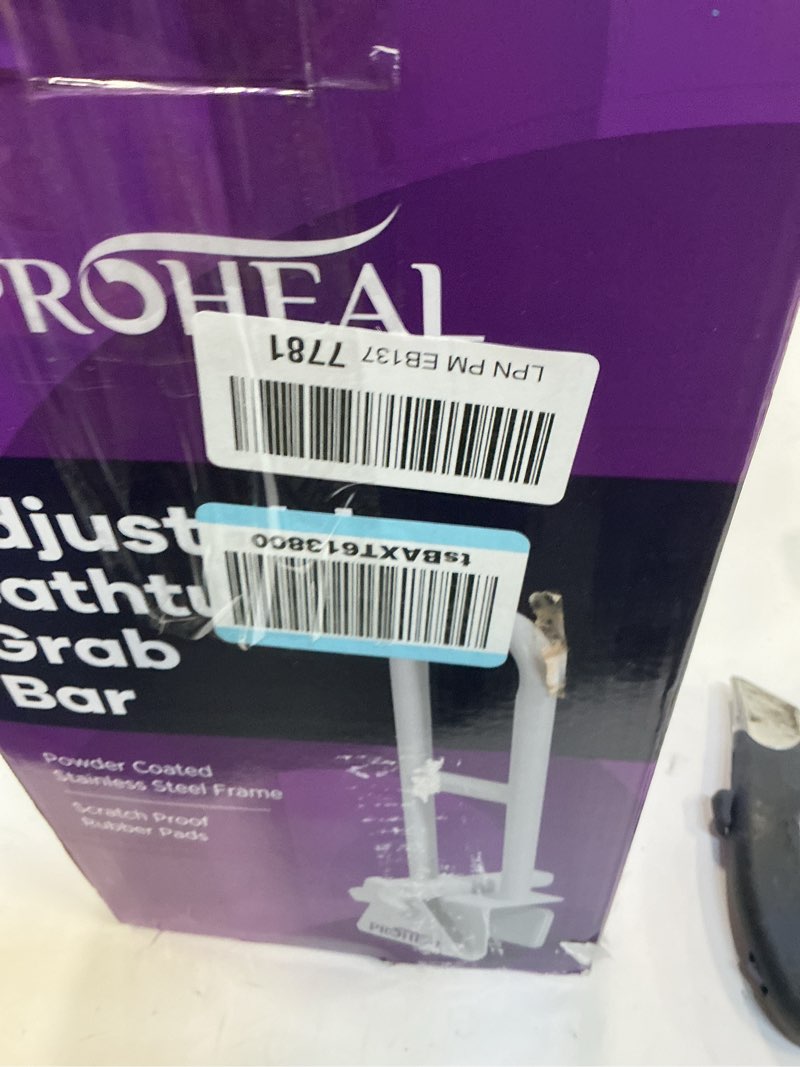 PROHEAL
LPN PM EB137 7781
tsBAXT613800
djust
athtu
Grab
Bar
Powder Coated
Stainless Steel Frame
Scratch Proof
Rubber Pads
PROHEAL